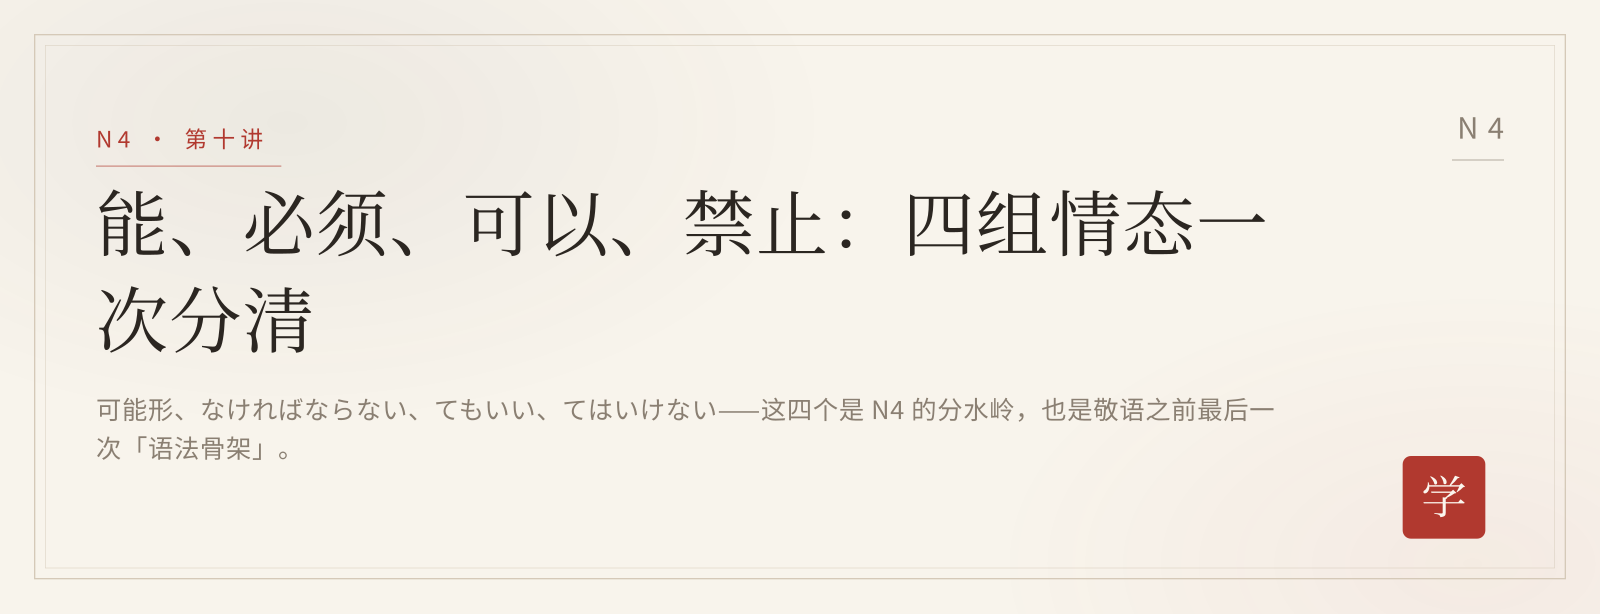 N4 · 第十讲
N4
能、必须、可以、禁止：四组情态一
次分清
可能形、なければならない、てもいい、てはいけない——这四个是 N4 的分水岭，也是敬语之前最后一
次「语法骨架」。
学